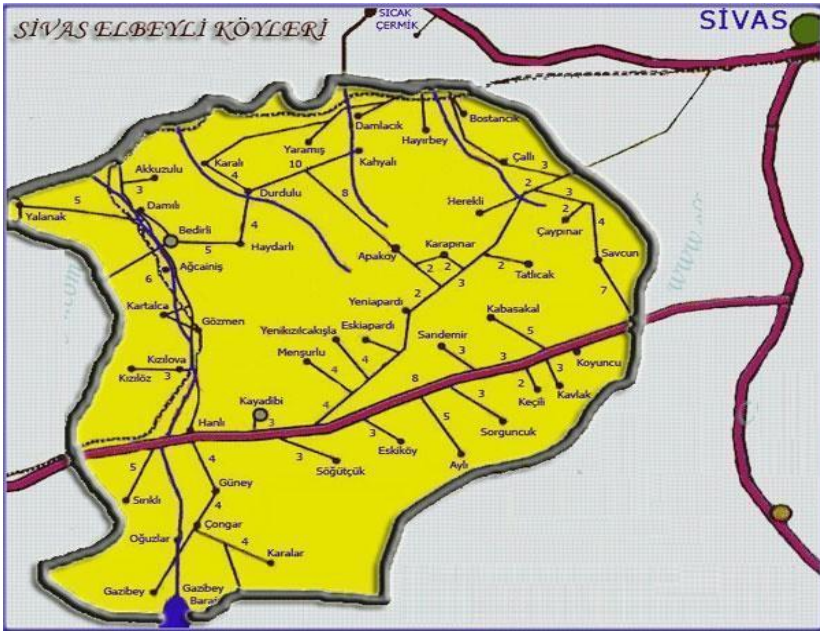 SİVAS ELBEYLİ KÖYLERİ
SICAK
ÇERMİK
SİVAS
Damlacık
Bostancık
Hayırbey
Yaramış
Kahyalı
Çallı
3
Akkuzulu
3
Karalı
4
10
Durdulu
8
2
3
Herekli
5
Yalanak
Damılı
Bedirli
5
4
Haydarlı
2
Çaypınar
4
Savcun
7
6
Ağcainiş
Apaköy
Karapınar
2
2
3
2
Tatlıcak
Kartalca
Gözmen
2
Yeniapardı
Yenikızılcakışla
Eskiapardı
4
Menşurlu
4
Kabasakal
5
Sarıdemir
3
3
Koyuncu
3
Kavlak
2
Keçili
Kızılova
3
Kızılöz
8
3
Sorguncuk
Kayadibi
3
4
3
Eskiköy
5
Aylı
Hanlı
3
Söğütçük
5
Sırıklı
4
Güney
4
Çongar
4
Karalar
Oğuzlar
Gazibey
Gazibey